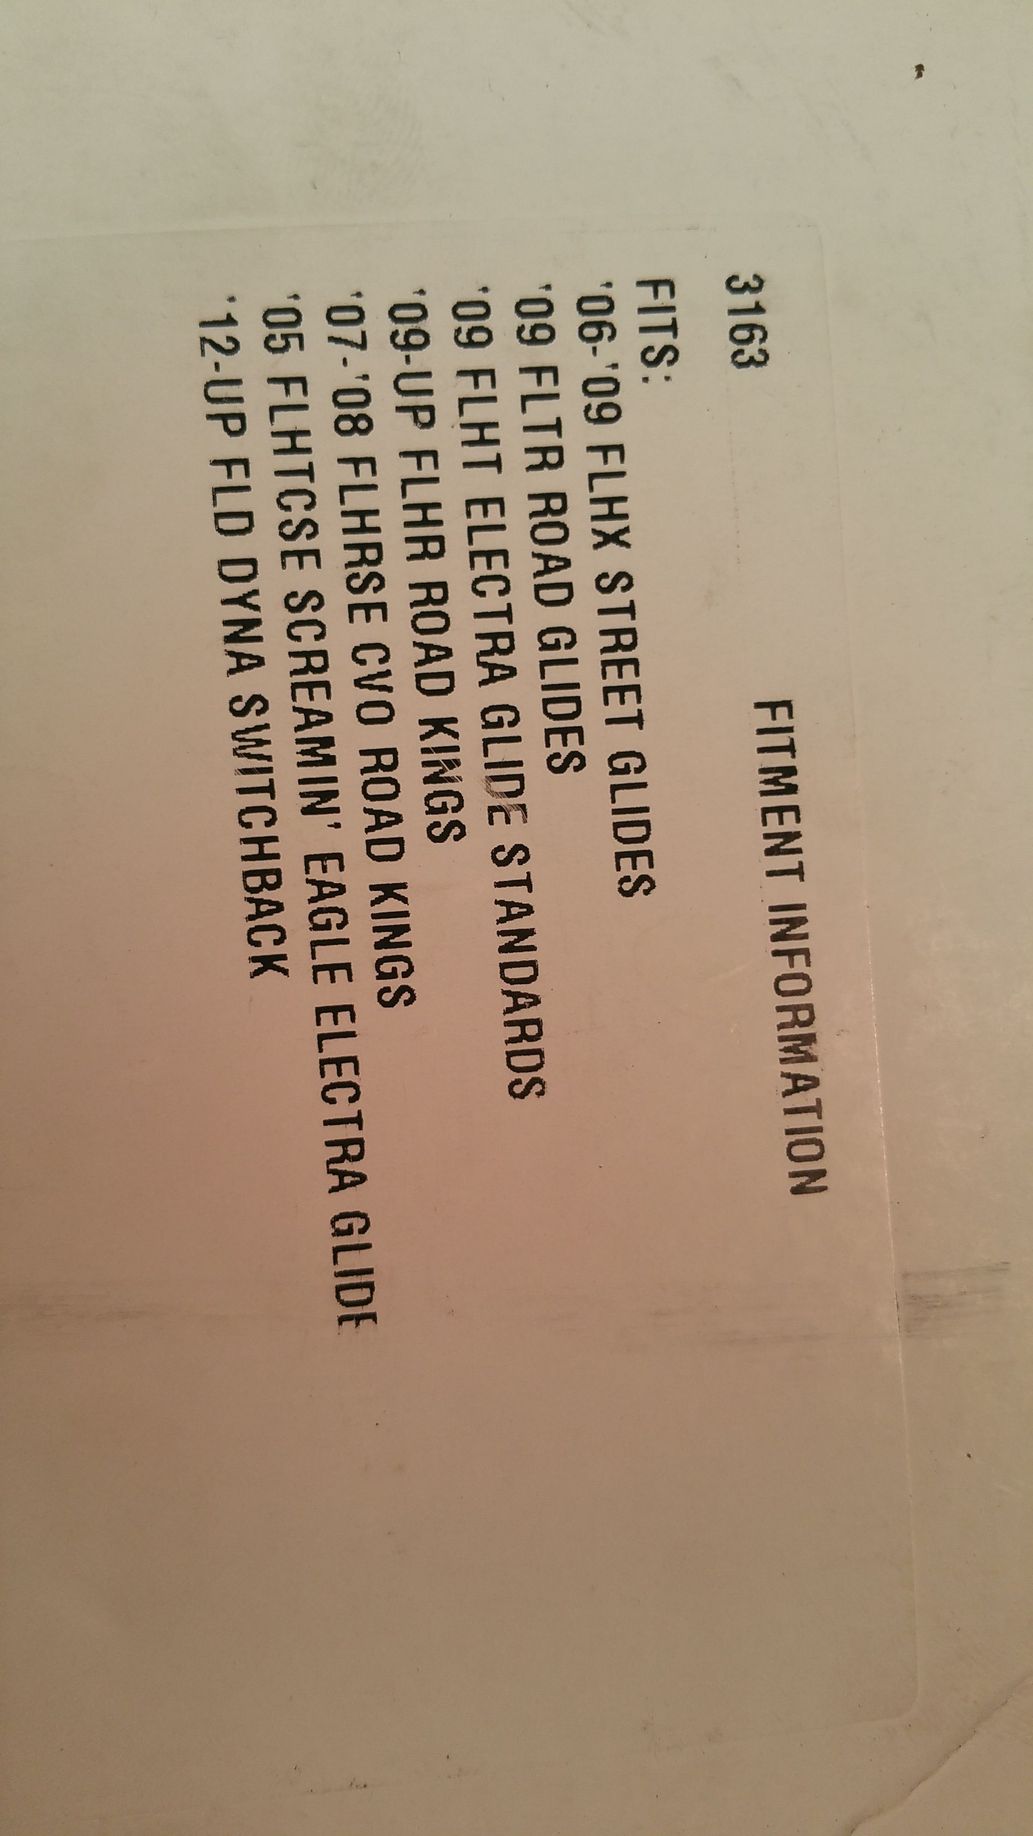 FITMENT INFORMATION
3163
FITS:
'06-'09 FLHX STREET GLIDES
'09 FLTR ROAD GLIDES
'09 FLHT ELECTRA GLIDE STANDARDS
'09-UP FLHR ROAD KINGS
'07-'08 FLHRSE CVO ROAD KINGS
'05 FLHTCSE SCREAMIN' EAGLE ELECTRA GLIDE
'12-UP FLD DYNA SWITCHBACK